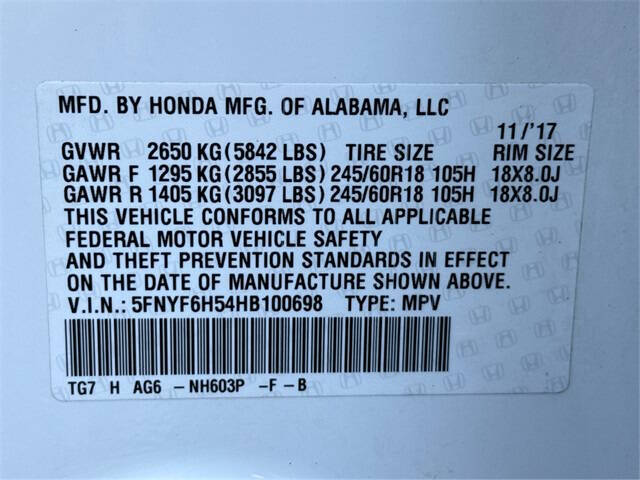 MFD. BY HONDA MFG. OF ALABAMA, LLC
11/'17
GVWR 2650 KG(5842 LBS) TIRE SIZE RIM SIZE
GAWR F 1295 KG(2855 LBS) 245/60R18 105H 18X8.0J
GAWR R 1405 KG(3097 LBS) 245/60R18 105H 18X8.0J
THIS VEHICLE CONFORMS TO ALL APPLICABLE
FEDERAL MOTOR VEHICLE SAFETY
AND THEFT PREVENTION STANDARDS IN EFFECT
ON THE DATE OF MANUFACTURE SHOWN ABOVE.
V.I.N.: 5FNYF6H54HB100698 TYPE: MPV
TG7 H AG6 -NH603P -F -B